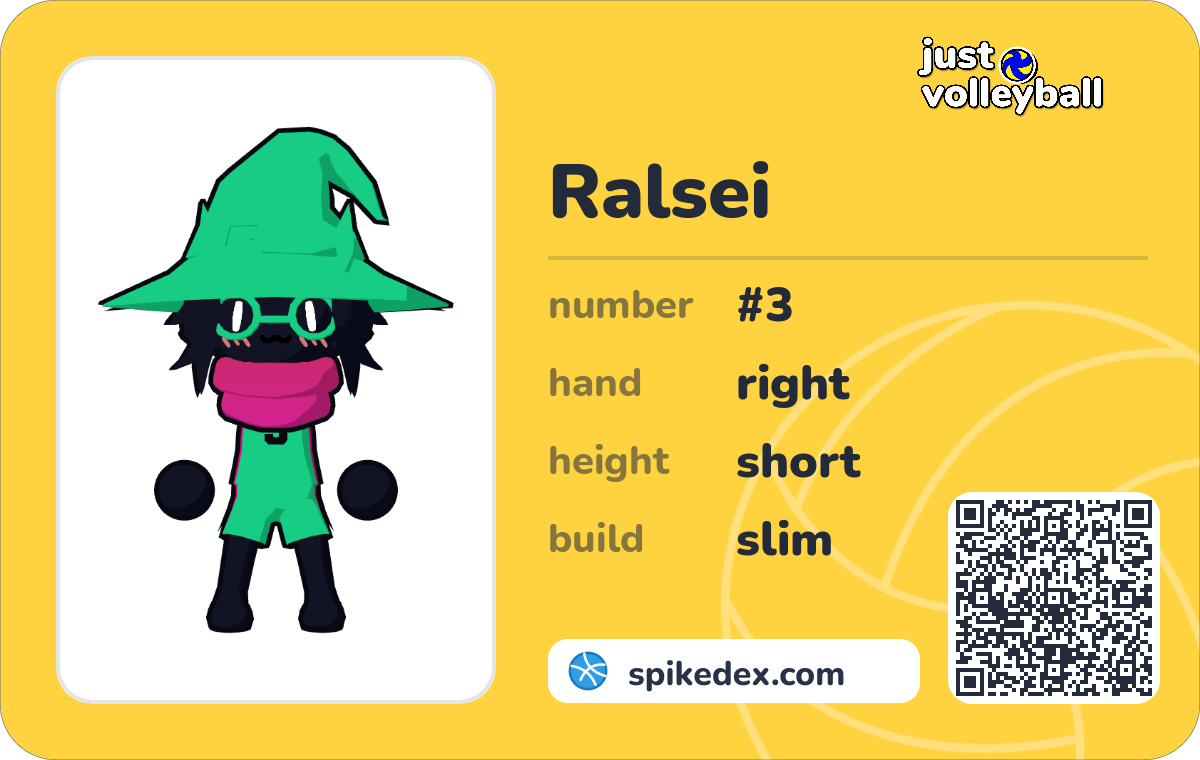 just
volleyball
Ralsei
number #3
hand right
height short
build slim
spikedex.com